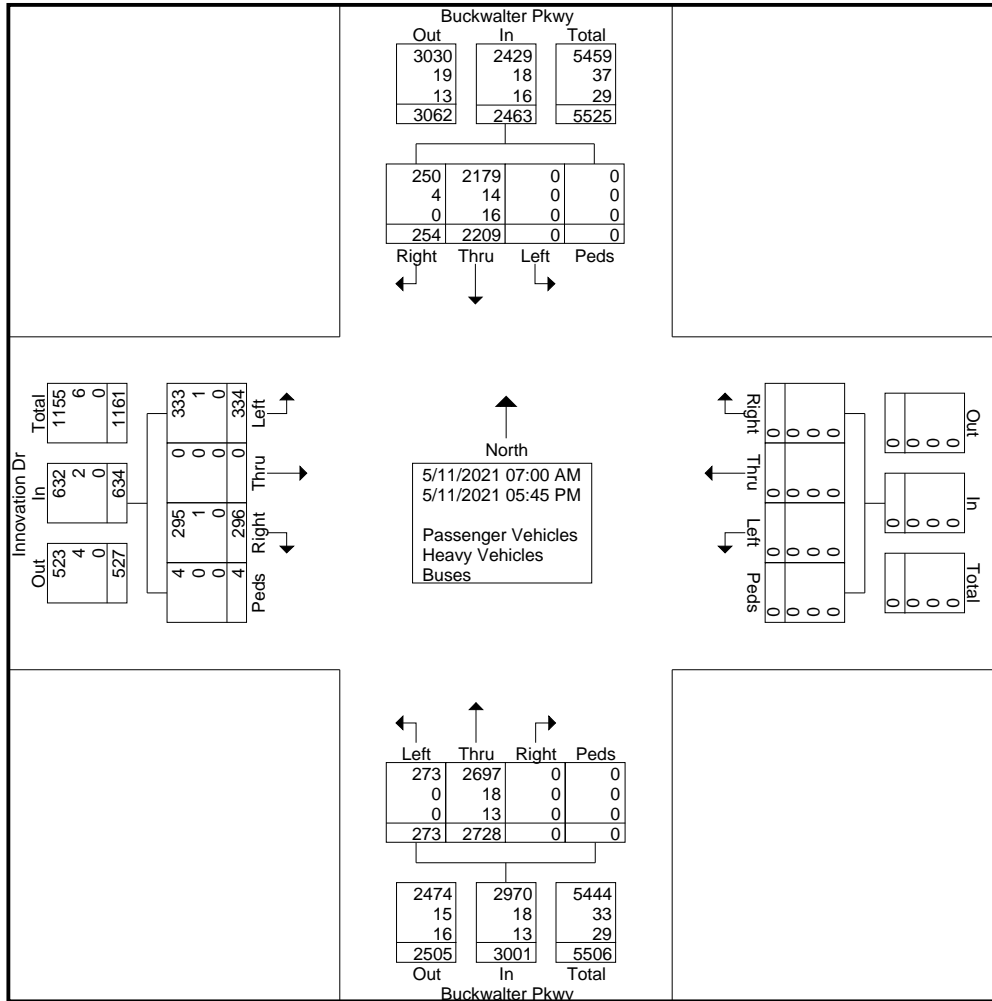 Buckwalter Pkwy
Out In Total
3030 2429 5459
19 18 37
13 16 29
3062 2463 5525
250 2179 0 0
4 14 0 0
0 16 0 0
254 2209 0 0
Right Thru Left Peds
Innovation Dr
Total
1155
6
0
1161
In
632
2
0
634
Out
523
4
0
527
333
1
0
334
Left
0
0
0
0
Thru
295
1
0
296
Right
4
0
0
4
Peds
North
5/11/2021 07:00 AM
5/11/2021 05:45 PM
Passenger Vehicles
Heavy Vehicles
Buses
Right
0
0
0
0
Thru
0
0
0
0
Left
0
0
0
0
Peds
0
0
0
0
Out
0
0
0
0
In
0
0
0
0
Total
0
0
0
0
Left Thru Right Peds
273 2697 0 0
0 18 0 0
0 13 0 0
273 2728 0 0
2474 2970 5444
15 18 33
16 13 29
2505 3001 5506
Out In Total
Buckwalter Pkwy